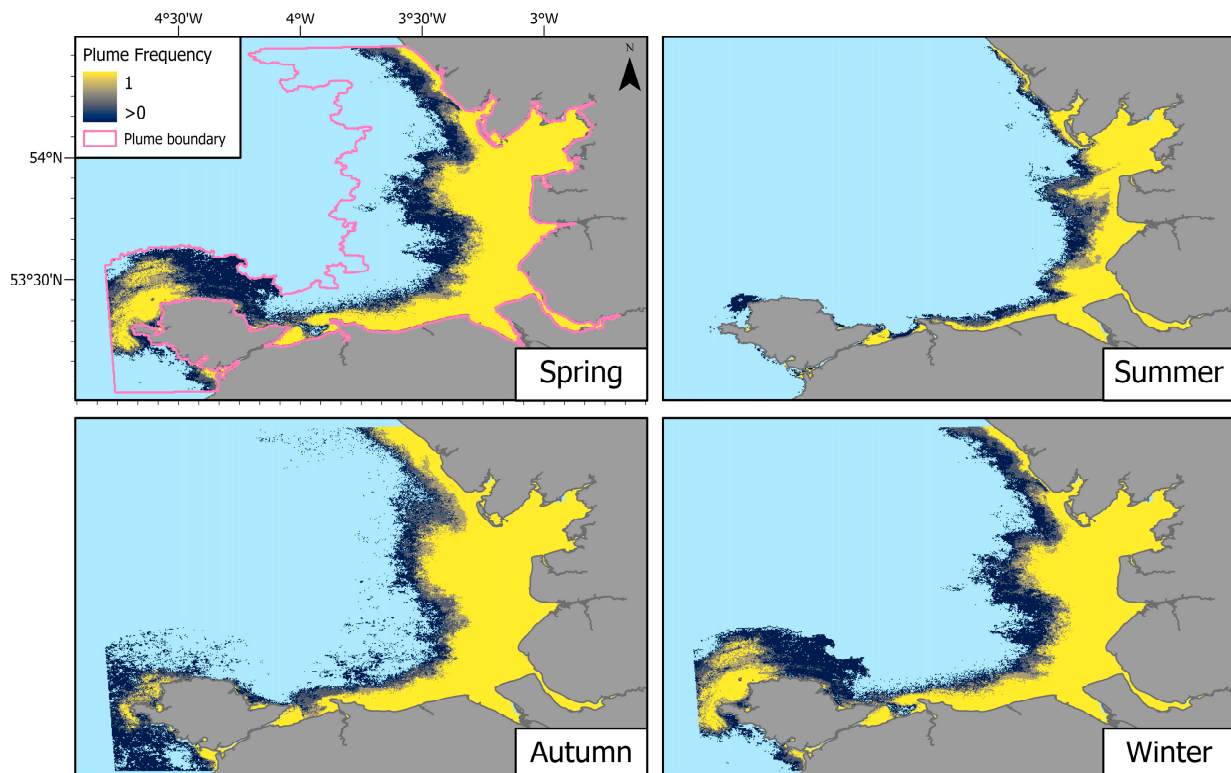 4°30'W 4°W 3°30'W 3°W
Plume Frequency
1
>0
Plume boundary
N
54°N
53°30'N
Spring
Summer
Autumn
Winter